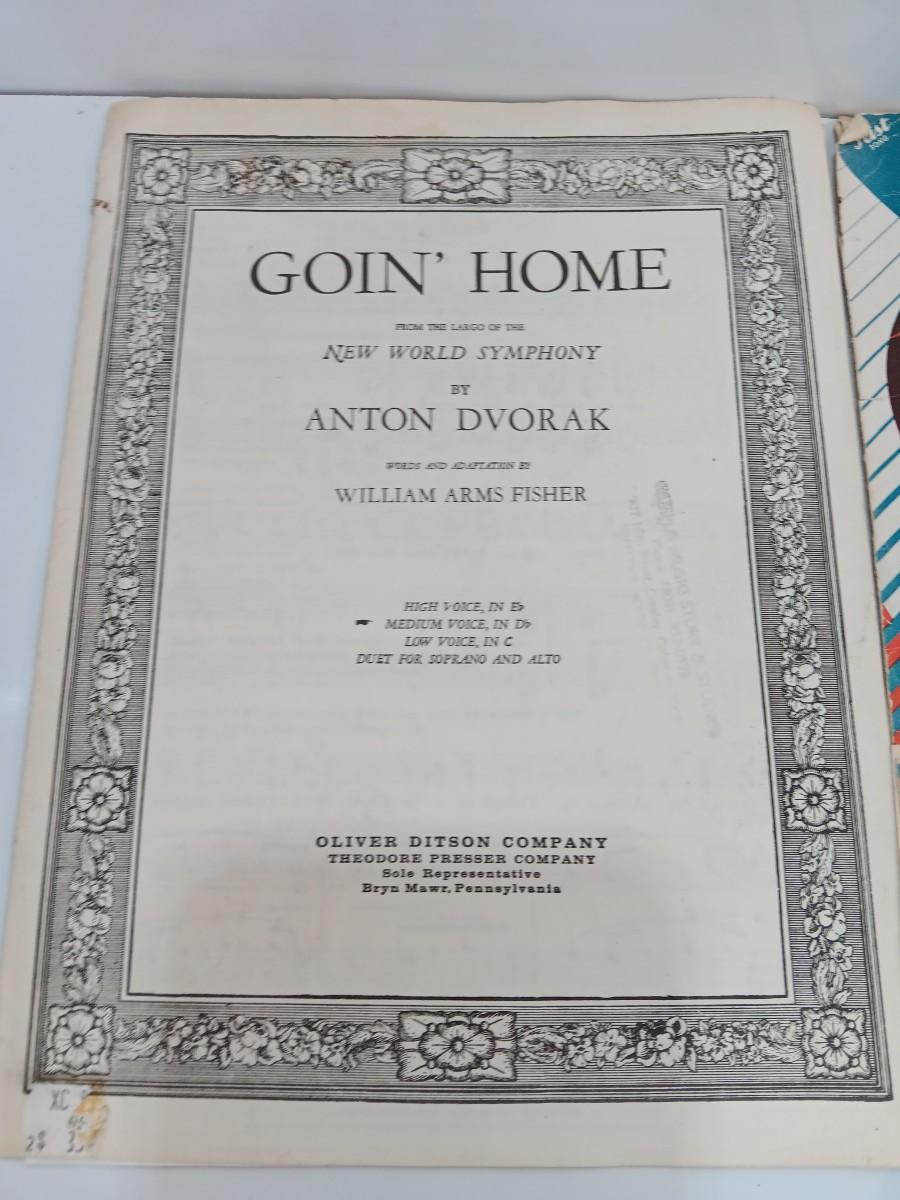 GOIN' HOME
FROM THE LARGO OF THE
NEW WORLD SYMPHONY
BY
ANTON DVORAK
WORDS AND ADAPTATION BY
WILLIAM ARMS FISHER
HIGH VOICE, IN E♭
MEDIUM VOICE, IN D♭
LOW VOICE, IN C
DUET FOR SOPRANO AND ALTO
OLIVER DITSON COMPANY
THEODORE PRESSER COMPANY
Sole Representative
Bryn Mawr, Pennsylvania
XC